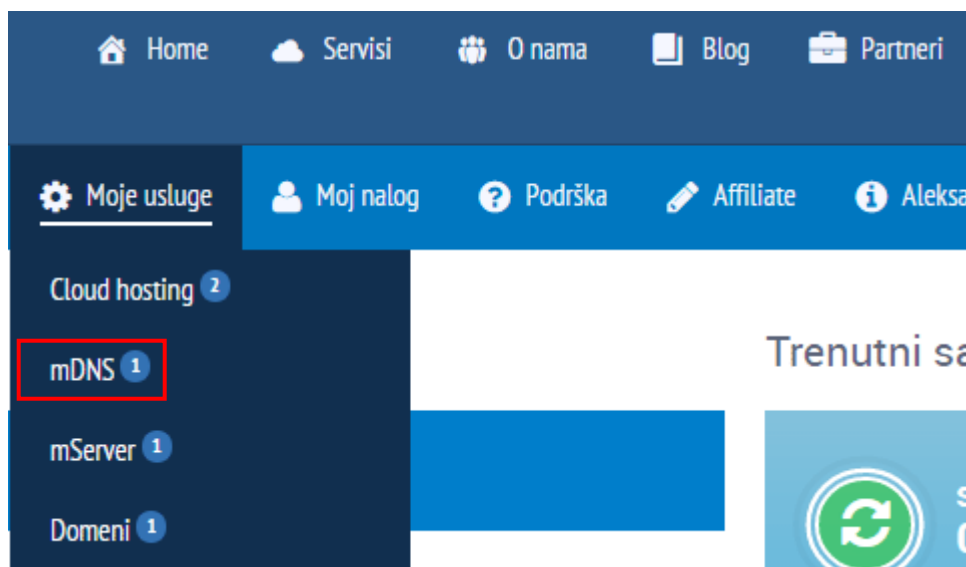 Home Servisi O nama Blog Partneri
Moje usluge Moj nalog Podrška Affiliate
Cloud hosting 2
mDNS 1
Trenutni
mServer 1
Domeni 1